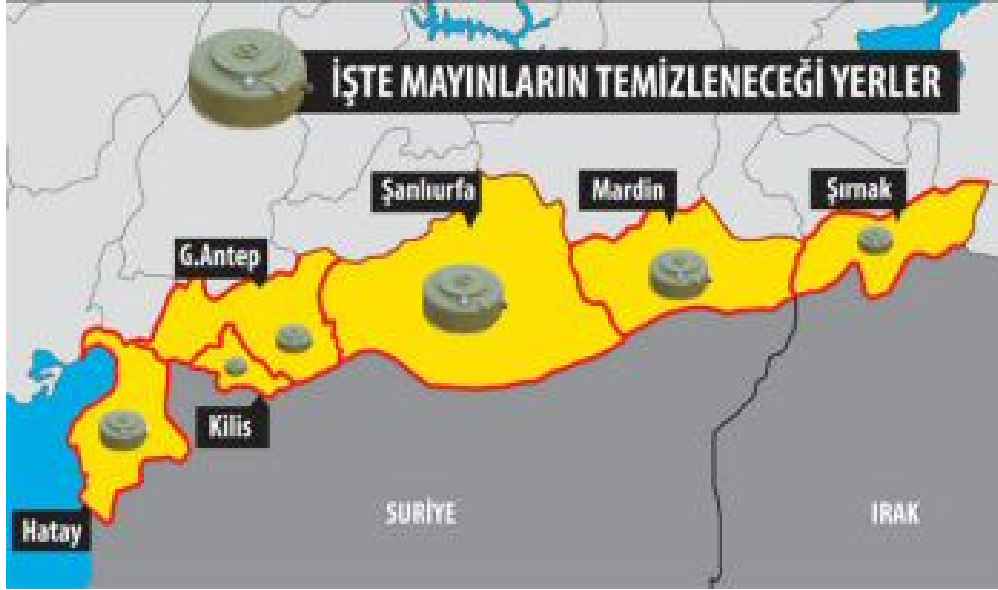 İŞTE MAYINLARIN TEMİZLENECEĞİ YERLER
Şanlıurfa
Mardin
Şırnak
G.Antep
Kilis
Hatay
SURİYE
IRAK